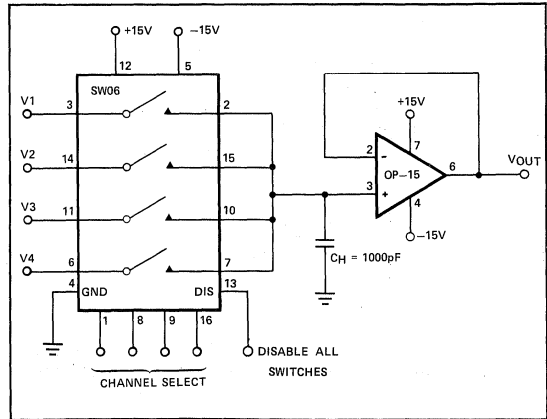 +15V
-15V
12
5
SW06
V1
3
2
V2
14
15
V3
11
10
V4
6
7
4
GND
DIS
13
1
8
9
16
CHANNEL SELECT
DISABLE ALL
SWITCHES
+15V
2
-
7
OP-15
6
VOUT
3
+
4
-15V
CH = 1000pF